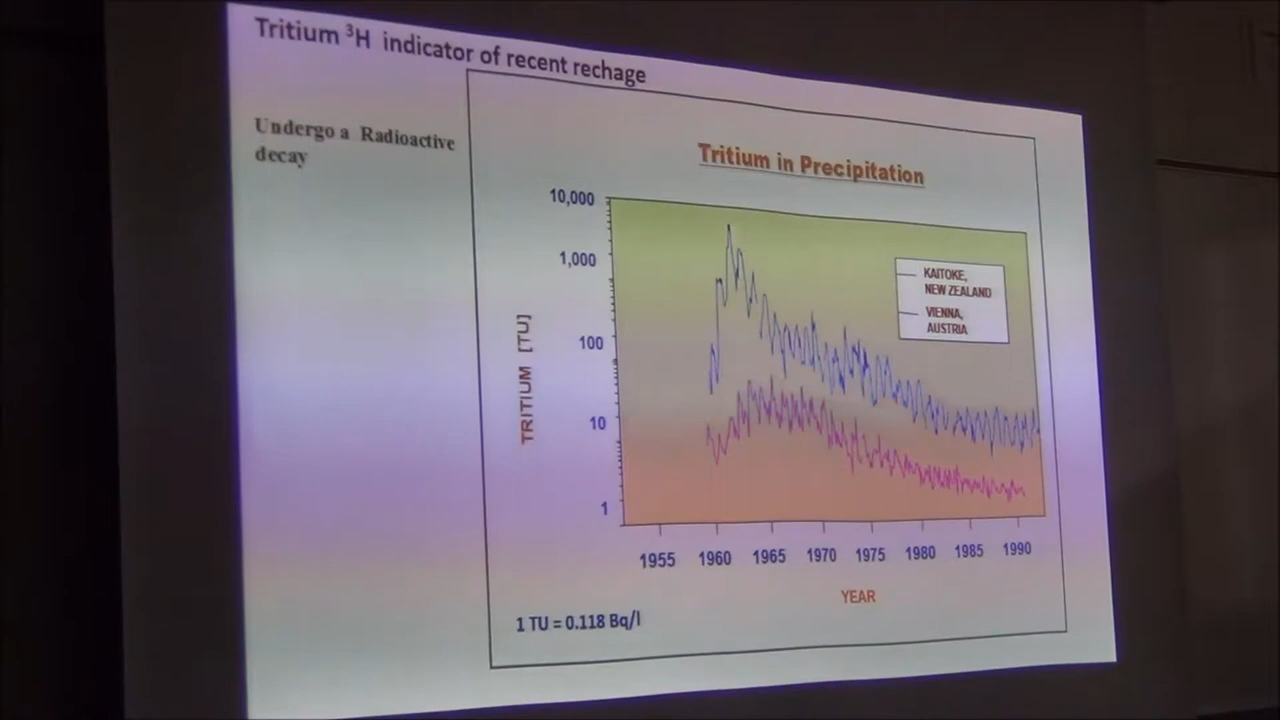 Tritium ³H indicator of recent rechage
Undergo a Radioactive
decay
Tritium in Precipitation
10,000
1,000
100
10
1
TRITIUM [TU]
KAITOKE,
NEW ZEALAND
VIENNA,
AUSTRIA
1955 1960 1965 1970 1975 1980 1985 1990
YEAR
1 TU = 0.118 Bq/l